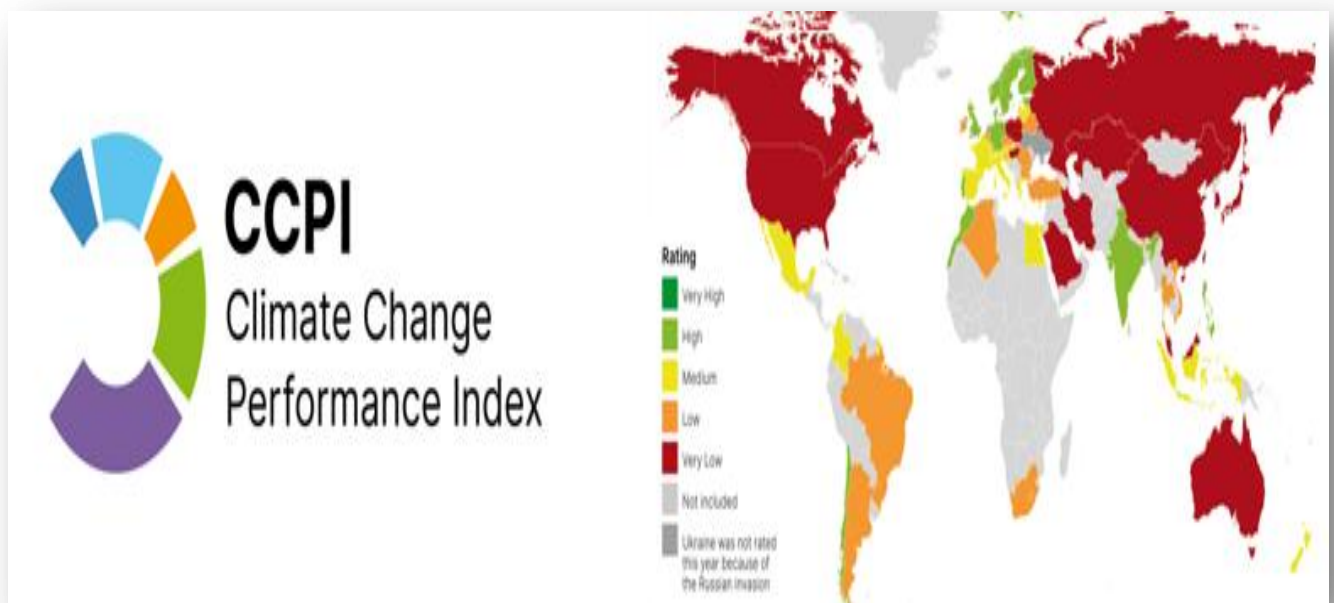 CCPI
Climate Change
Performance Index
Rating
Very High
High
Medium
Low
Very Low
Not included
Ukraine was not rated
this year because of
the Russian invasion